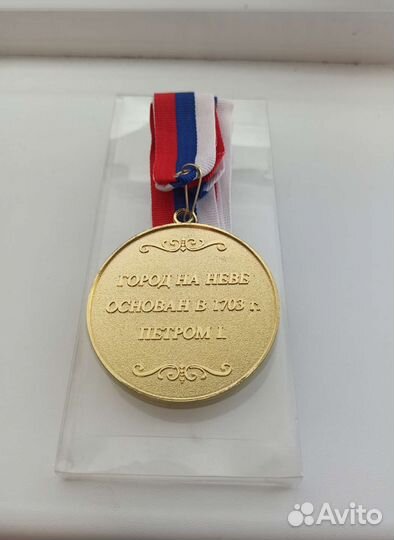 ГОРОД НА НЕВЕ
ОСНОВАН В 1703 г.
ПЕТРОМ I.
Avito